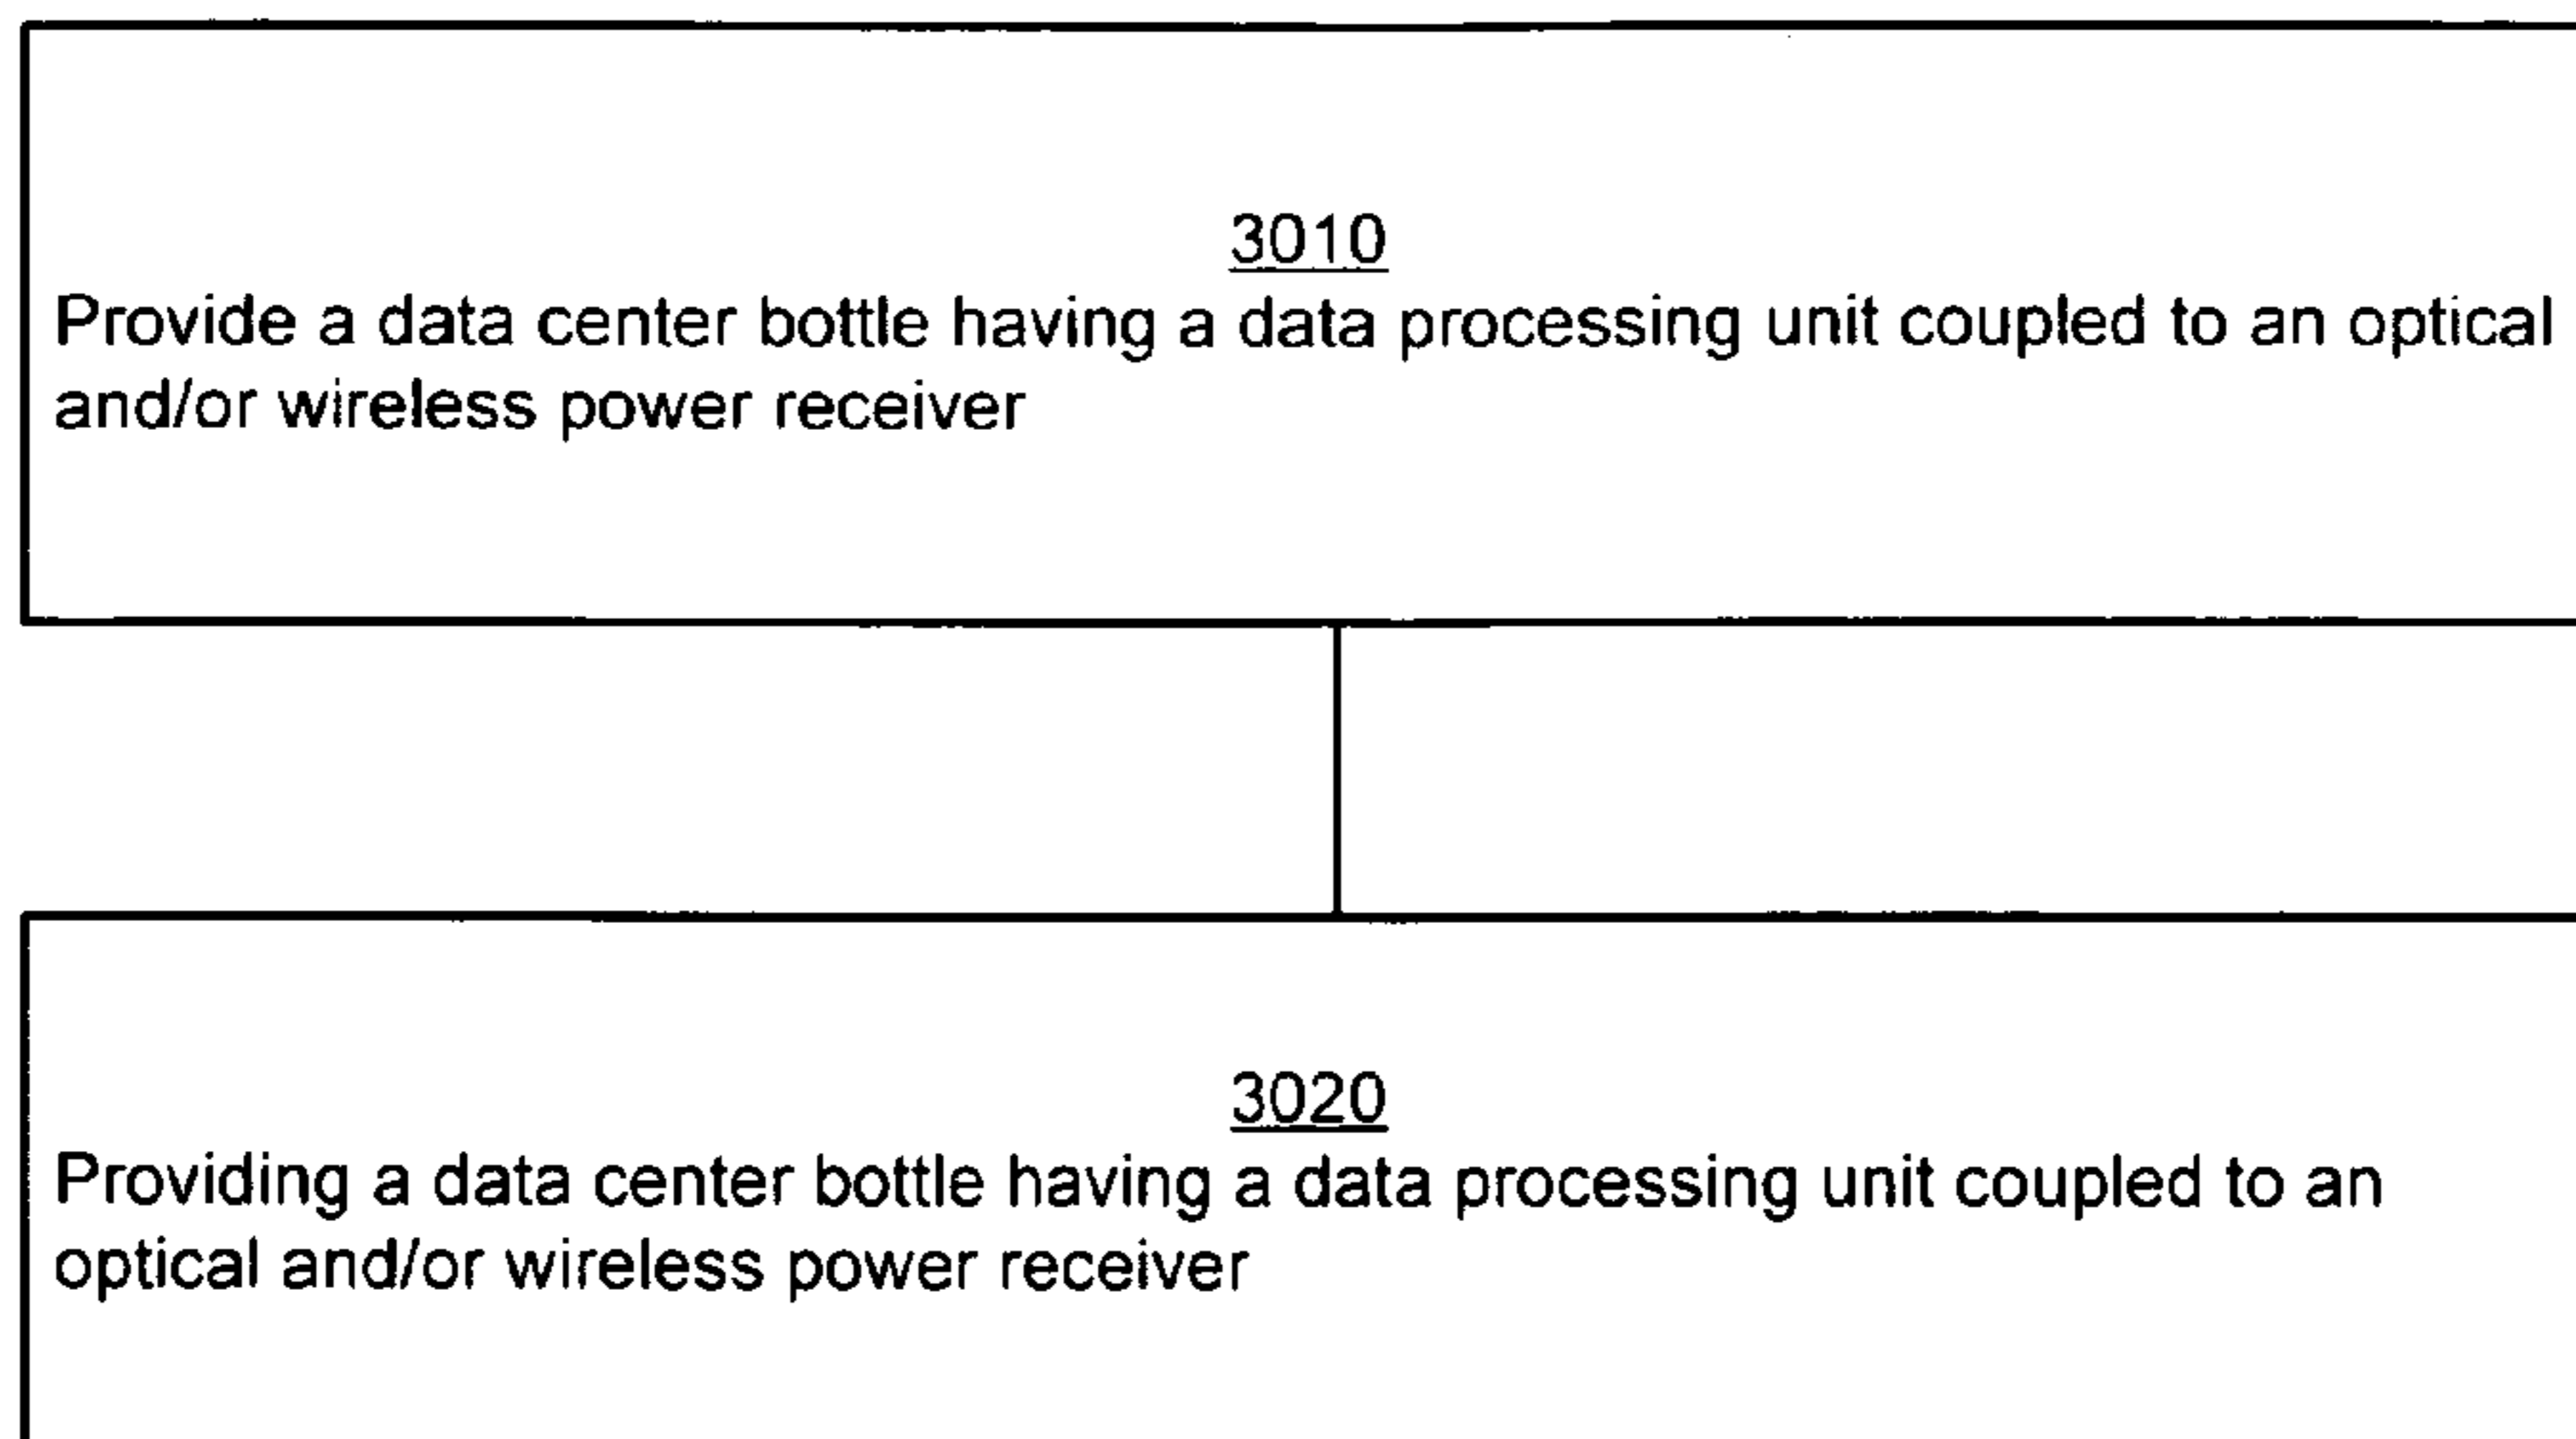 3010
Provide a data center bottle having a data processing unit coupled to an optical
and/or wireless power receiver
3020
Providing a data center bottle having a data processing unit coupled to an
optical and/or wireless power receiver